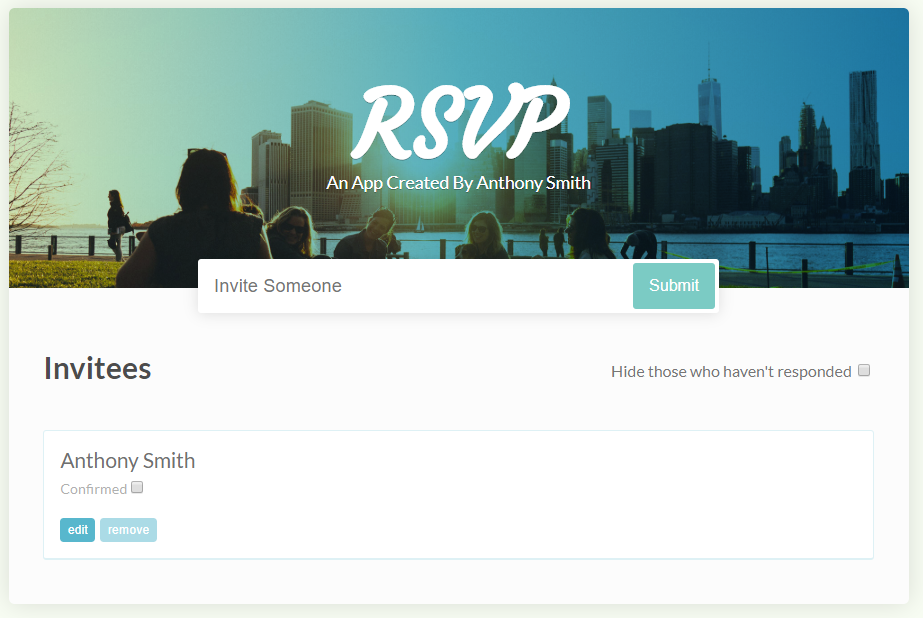 RSVP
An App Created By Anthony Smith
Invite Someone
Submit
Invitees
Hide those who haven't responded
Anthony Smith
Confirmed
edit
remove